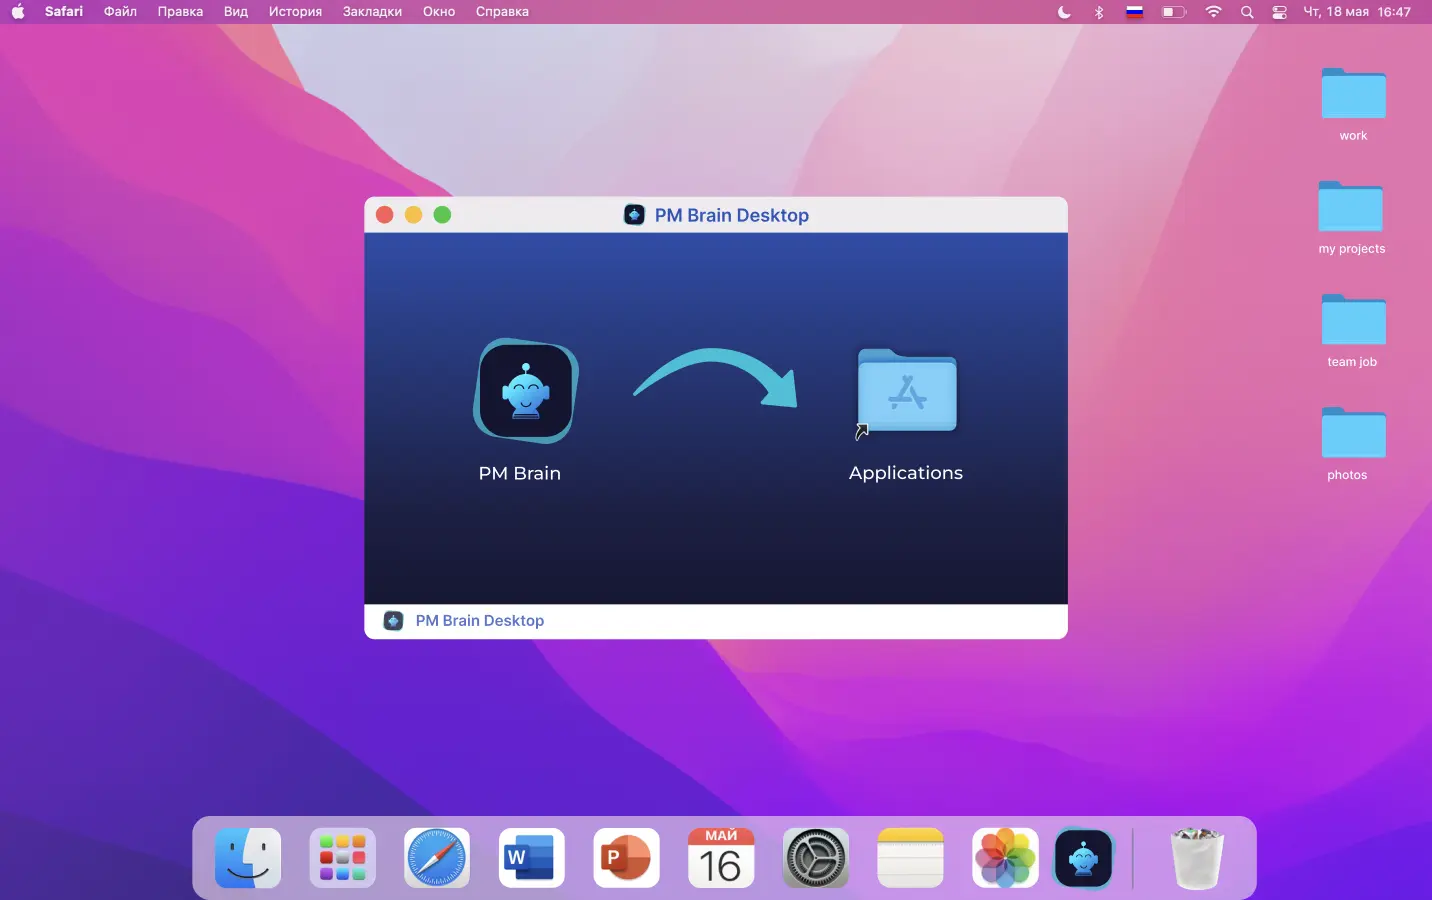 Safari Файл Правка Вид История Закладки Окно Справка Чт, 18 мая 16:47
work
my projects
team job
photos
PM Brain Desktop
PM Brain Applications
PM Brain Desktop
W P МАЙ
16